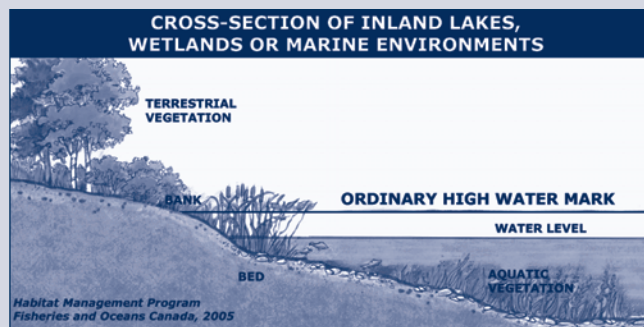 CROSS-SECTION OF INLAND LAKES,
WETLANDS OR MARINE ENVIRONMENTS
TERRESTRIAL
VEGETATION
BANK
ORDINARY HIGH WATER MARK
WATER LEVEL
BED
AQUATIC
VEGETATION
Habitat Management Program
Fisheries and Oceans Canada, 2005